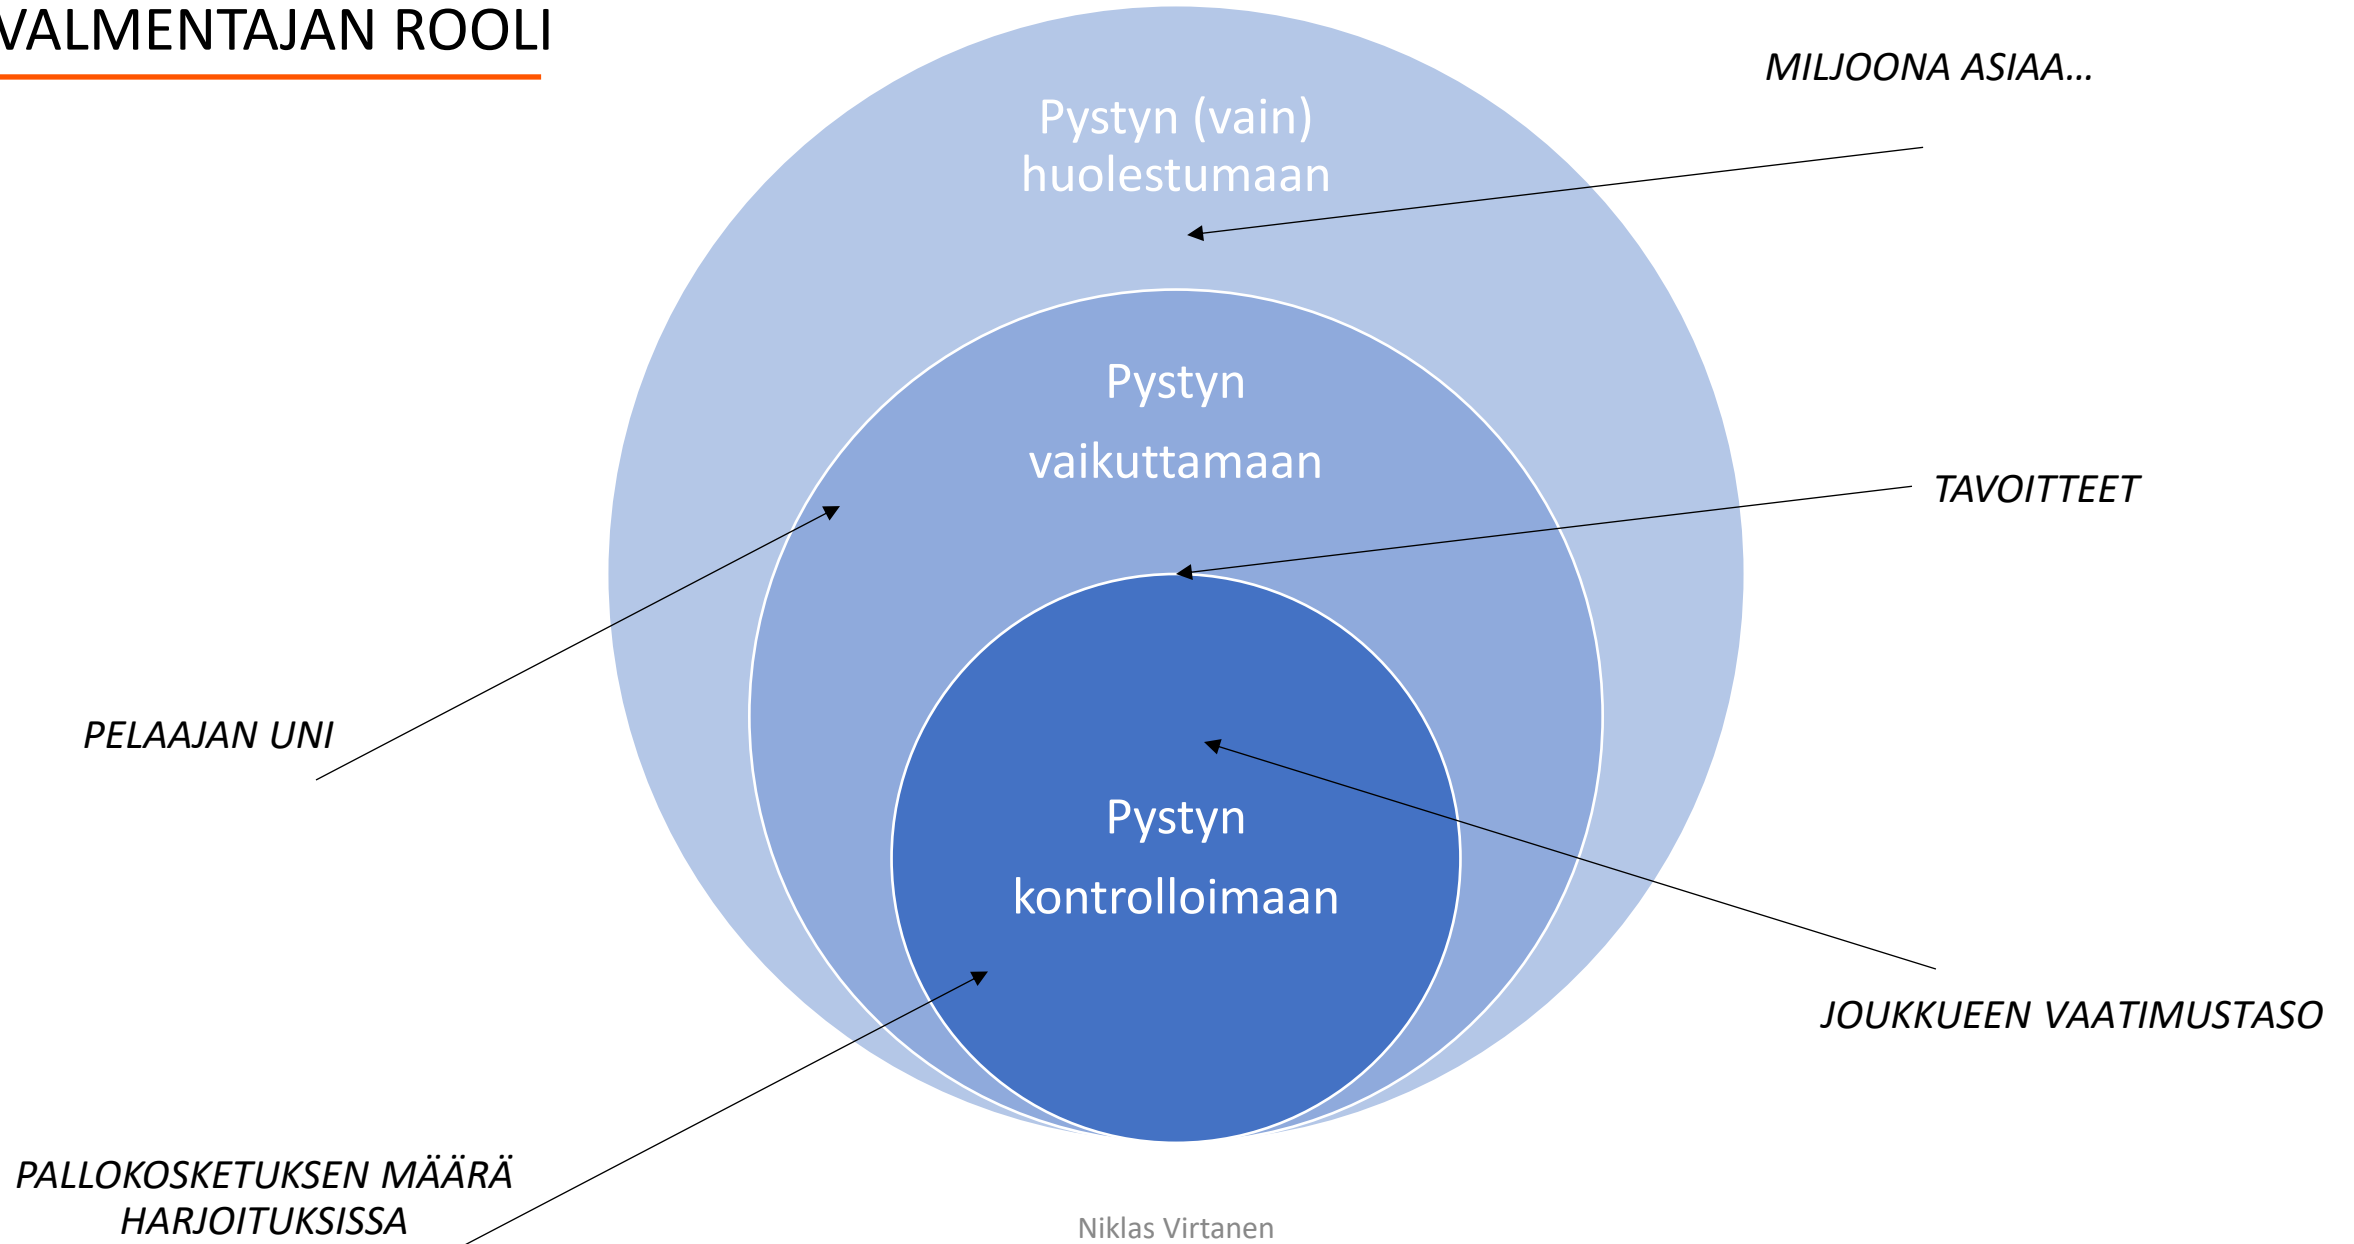 VALMENTAJAN ROOLI
MILJOONA ASIAA...
Pystyn (vain)
huolestumaan
Pystyn
vaikuttamaan
TAVOITTEET
PELAAJAN UNI
Pystyn
kontrolloimaan
JOUKKUEEN VAATIMUSTASO
PALLOKOSKETUKSEN MÄÄRÄ
HARJOITUKSISSA
Niklas Virtanen